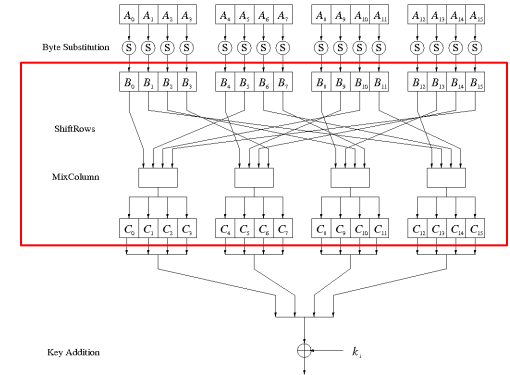 A₀ A₁ A₂ A₃ A₄ A₅ A₆ A₇ A₈ A₉ A₁₀ A₁₁ A₁₂ A₁₃ A₁₄ A₁₅
Byte Substitution S S S S S S S S S S S S S S S S
B₀ B₁ B₂ B₃ B₄ B₅ B₆ B₇ B₈ B₉ B₁₀ B₁₁ B₁₂ B₁₃ B₁₄ B₁₅
ShiftRows
MixColumn
C₀ C₁ C₂ C₃ C₄ C₅ C₆ C₇ C₈ C₉ C₁₀ C₁₁ C₁₂ C₁₃ C₁₄ C₁₅
Key Addition kᵢ